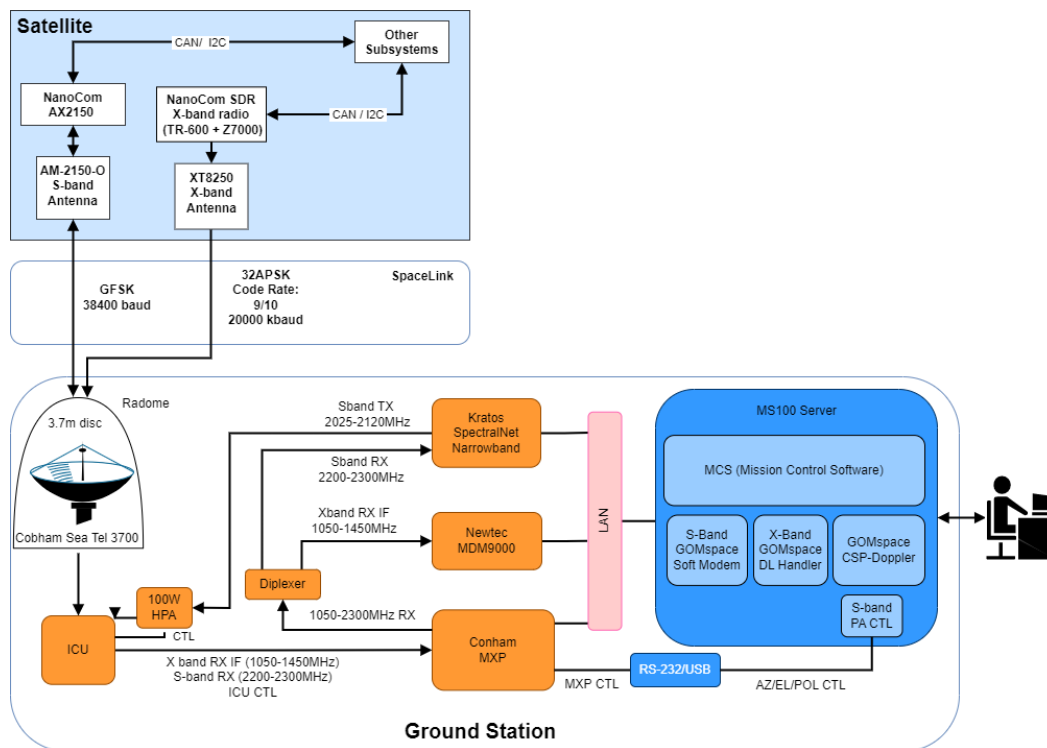 Satellite
CAN/ I2C
Other
Subsystems
NanoCom
AX2150
NanoCom SDR
X-band radio
(TR-600 + Z7000)
CAN / I2C
AM-2150-O
S-band
Antenna
XT8250
X-band
Antenna
GFSK
38400 baud
32APSK
Code Rate:
9/10
20000 kbaud
SpaceLink
Radome
3.7m disc
Cobham Sea Tel 3700
Sband TX
2025-2120MHz
Kratos
SpectralNet
Narrowband
Sband RX
2200-2300MHz
Xband RX IF
1050-1450MHz
Newtec
MDM9000
Diplexer
100W
HPA
CTL
ICU
1050-2300MHz RX
Conham
MXP
X band RX IF (1050-1450MHz)
S-band RX (2200-2300MHz)
ICU CTL
LAN
MS100 Server
MCS (Mission Control Software)
S-Band
GOMspace
Soft Modem
X-Band
GOMspace
DL Handler
GOMspace
CSP-Doppler
S-band
PA CTL
MXP CTL
RS-232/USB
AZ/EL/POL CTL
Ground Station